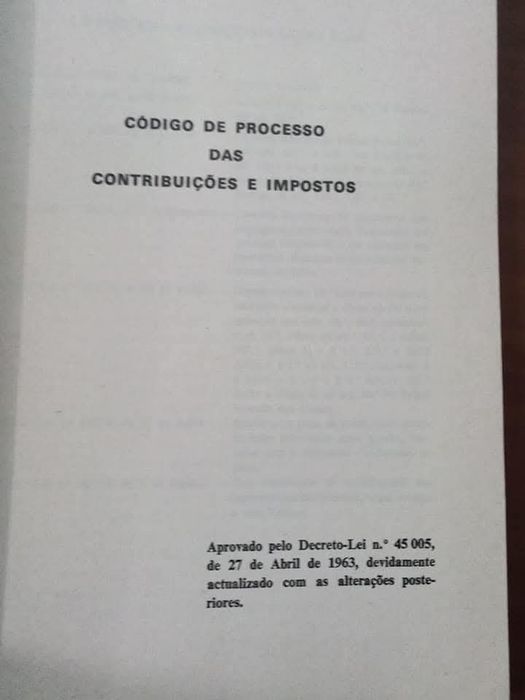 CÓDIGO DE PROCESSO
DAS
CONTRIBUIÇÕES E IMPOSTOS
Aprovado pelo Decreto-Lei n.º 45 005,
de 27 de Abril de 1963, devidamente
actualizado com as alterações poste-
riores.